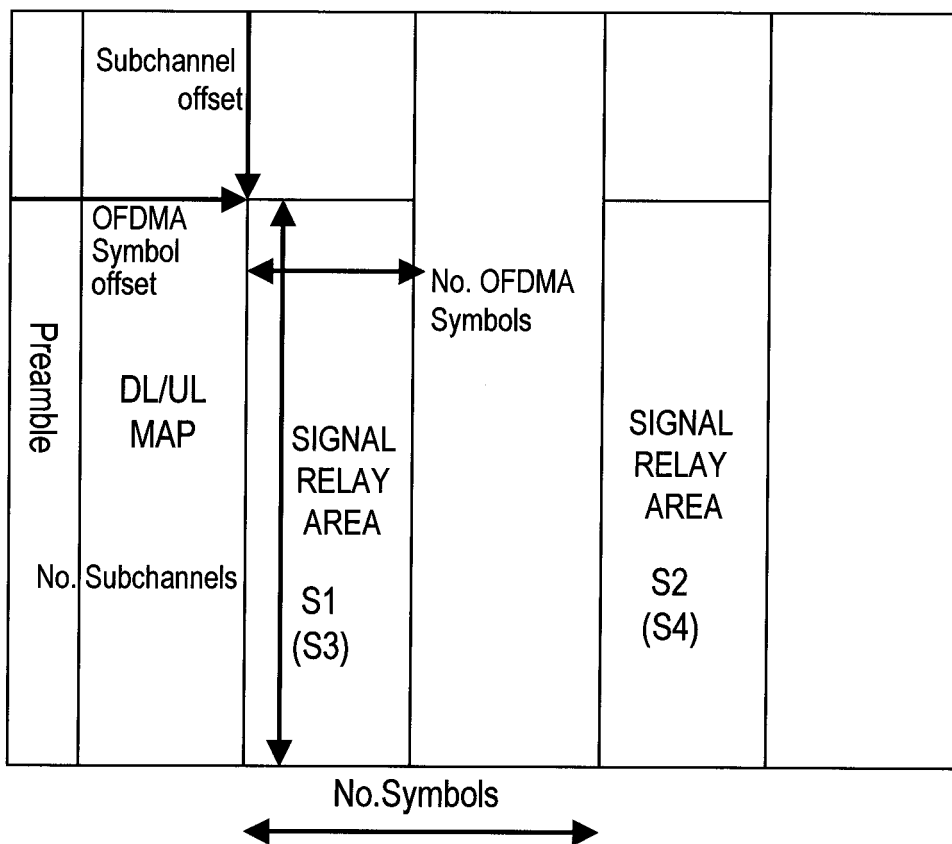 Subchannel
offset
OFDMA
Symbol
offset
No. OFDMA
Symbols
Preamble
DL/UL
MAP
SIGNAL
RELAY
AREA
SIGNAL
RELAY
AREA
No. Subchannels
S1
(S3)
S2
(S4)
No.Symbols